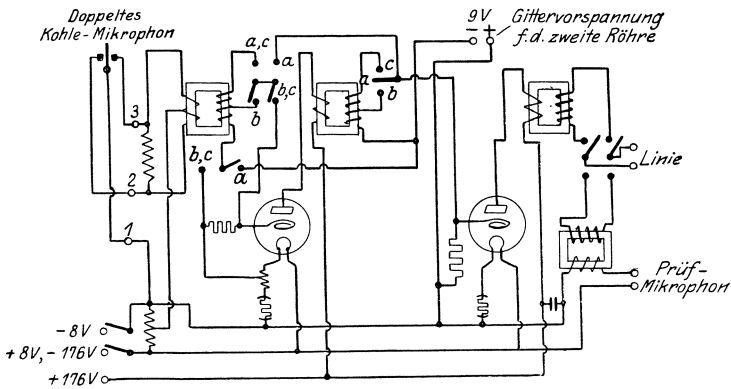 Doppeltes
Kohle-Mikrophon
3
2
1
-8V
+8V,-176V
+176V
a,c
a
b,c
b
b,c
a
c
a
b
9V
- +
Gittervorspannung
f.d. zweite Röhre
Linie
Prüf-
Mikrophon